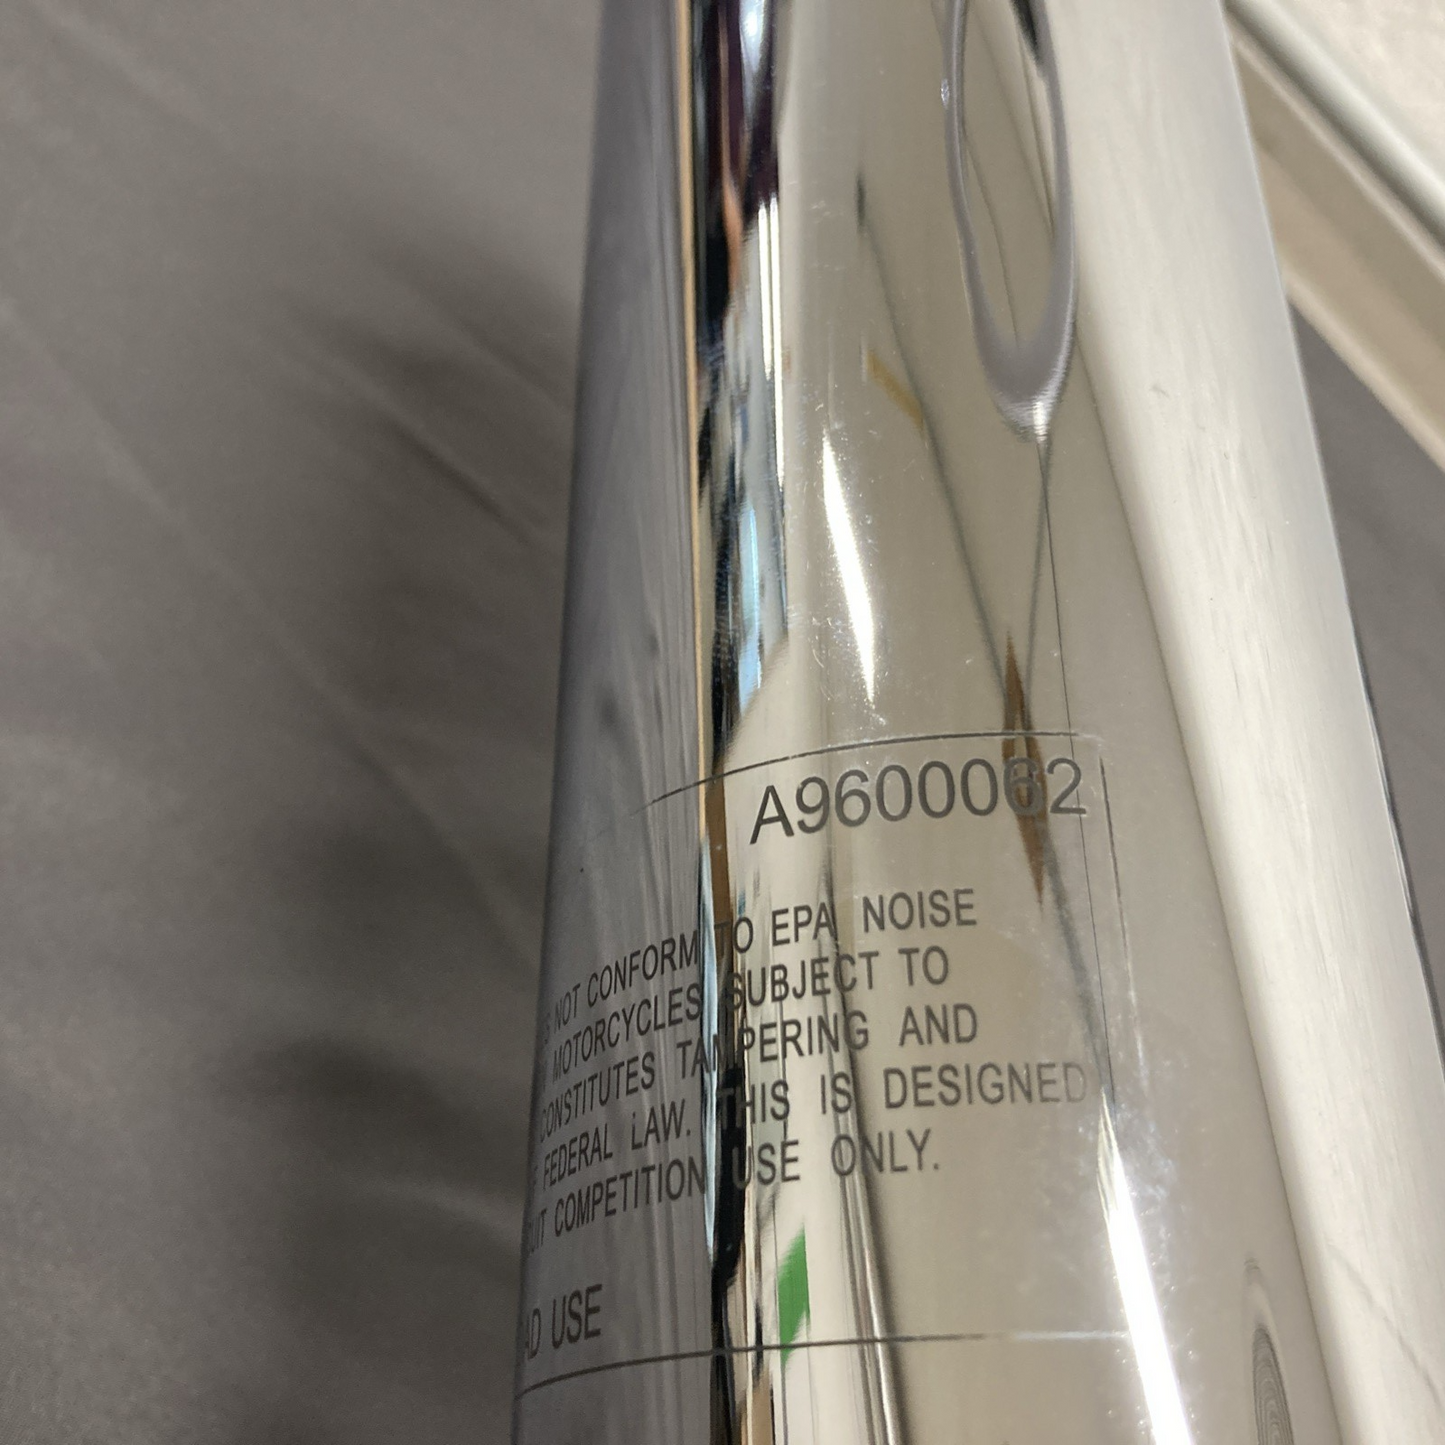 A9600062
NOT CONFORM TO EPA NOISE
MOTORCYCLES SUBJECT TO
CONSTITUTES TAMPERING AND
FEDERAL LAW. THIS IS DESIGNED
COMPETITION USE ONLY.
USE